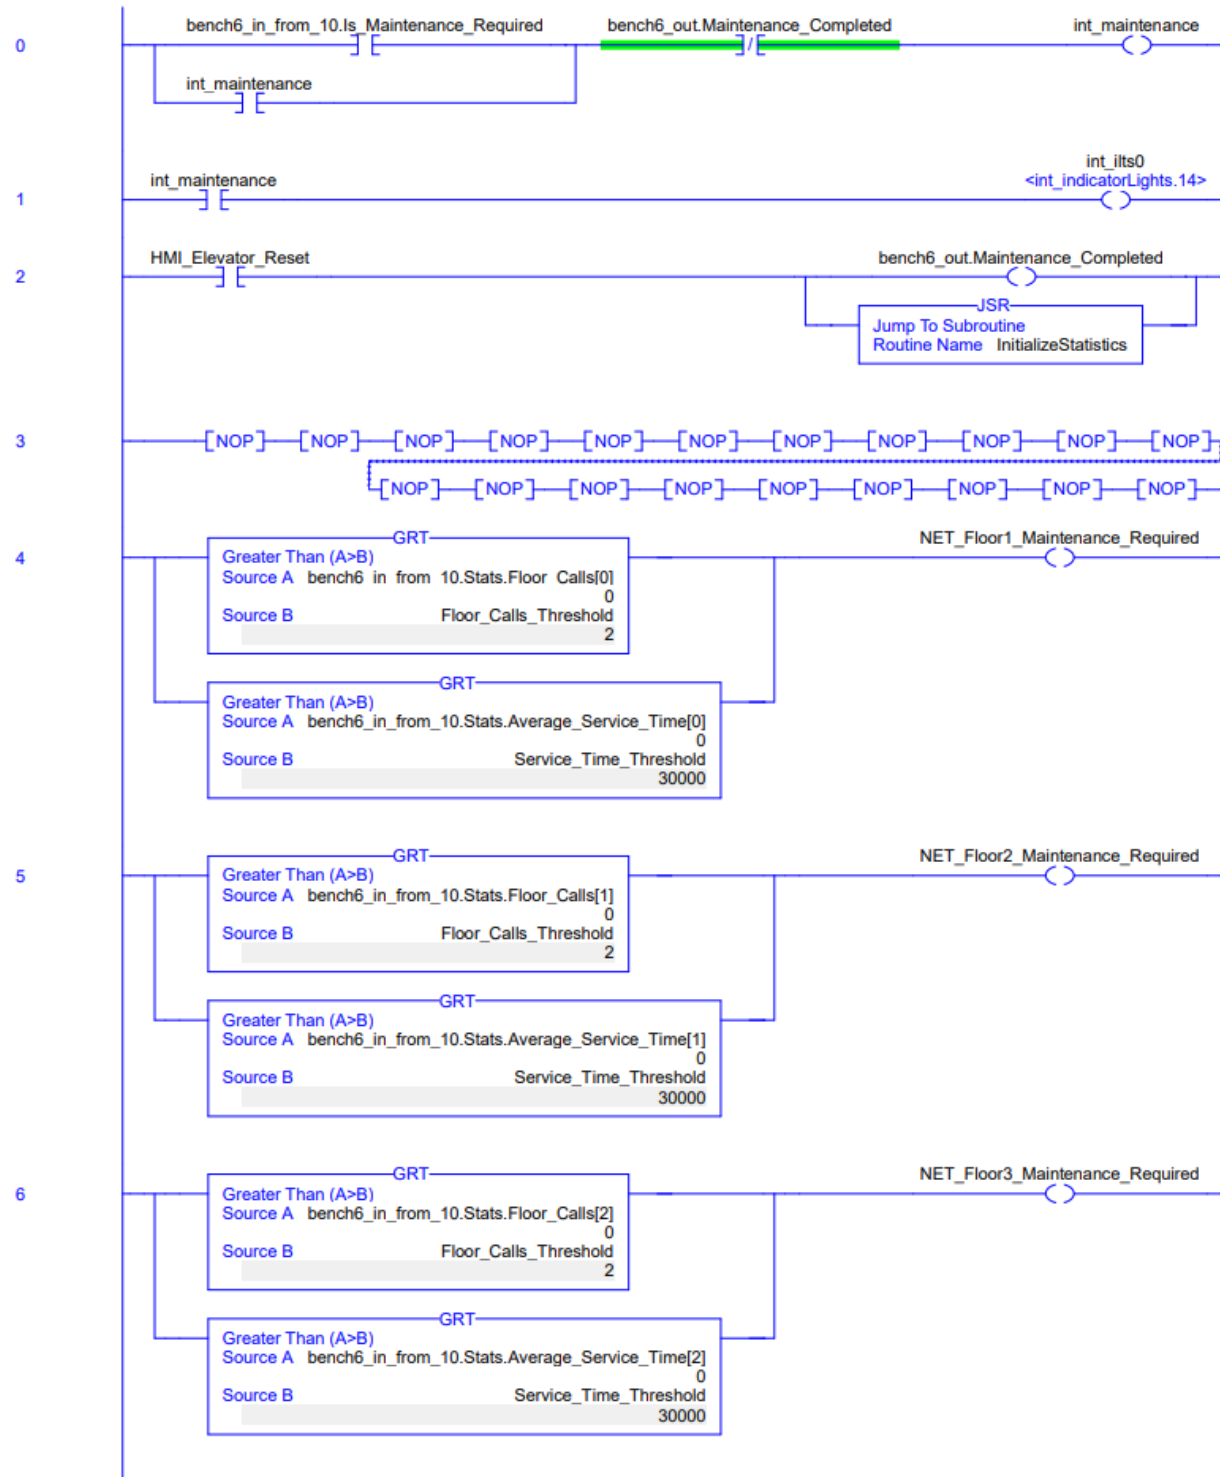 bench6_in_from_10.Is_Maintenance_Required bench6_out.Maintenance_Completed int_maintenance
0
int_maintenance
int_ilts0
int_maintenance <int_indicatorLights.14>
1
HMI_Elevator_Reset bench6_out.Maintenance_Completed
2
JSR
Jump To Subroutine
Routine Name InitializeStatistics
3 NOP NOP NOP NOP NOP NOP NOP NOP NOP NOP NOP
NOP NOP NOP NOP NOP NOP NOP NOP NOP
GRT NET_Floor1_Maintenance_Required
4 Greater Than (A>B)
Source A bench6_in_from_10.Stats.Floor_Calls[0]
0
Source B Floor_Calls_Threshold
2
GRT
Greater Than (A>B)
Source A bench6_in_from_10.Stats.Average_Service_Time[0]
0
Source B Service_Time_Threshold
30000
GRT NET_Floor2_Maintenance_Required
5 Greater Than (A>B)
Source A bench6_in_from_10.Stats.Floor_Calls[1]
0
Source B Floor_Calls_Threshold
2
GRT
Greater Than (A>B)
Source A bench6_in_from_10.Stats.Average_Service_Time[1]
0
Source B Service_Time_Threshold
30000
GRT NET_Floor3_Maintenance_Required
6 Greater Than (A>B)
Source A bench6_in_from_10.Stats.Floor_Calls[2]
0
Source B Floor_Calls_Threshold
2
GRT
Greater Than (A>B)
Source A bench6_in_from_10.Stats.Average_Service_Time[2]
0
Source B Service_Time_Threshold
30000